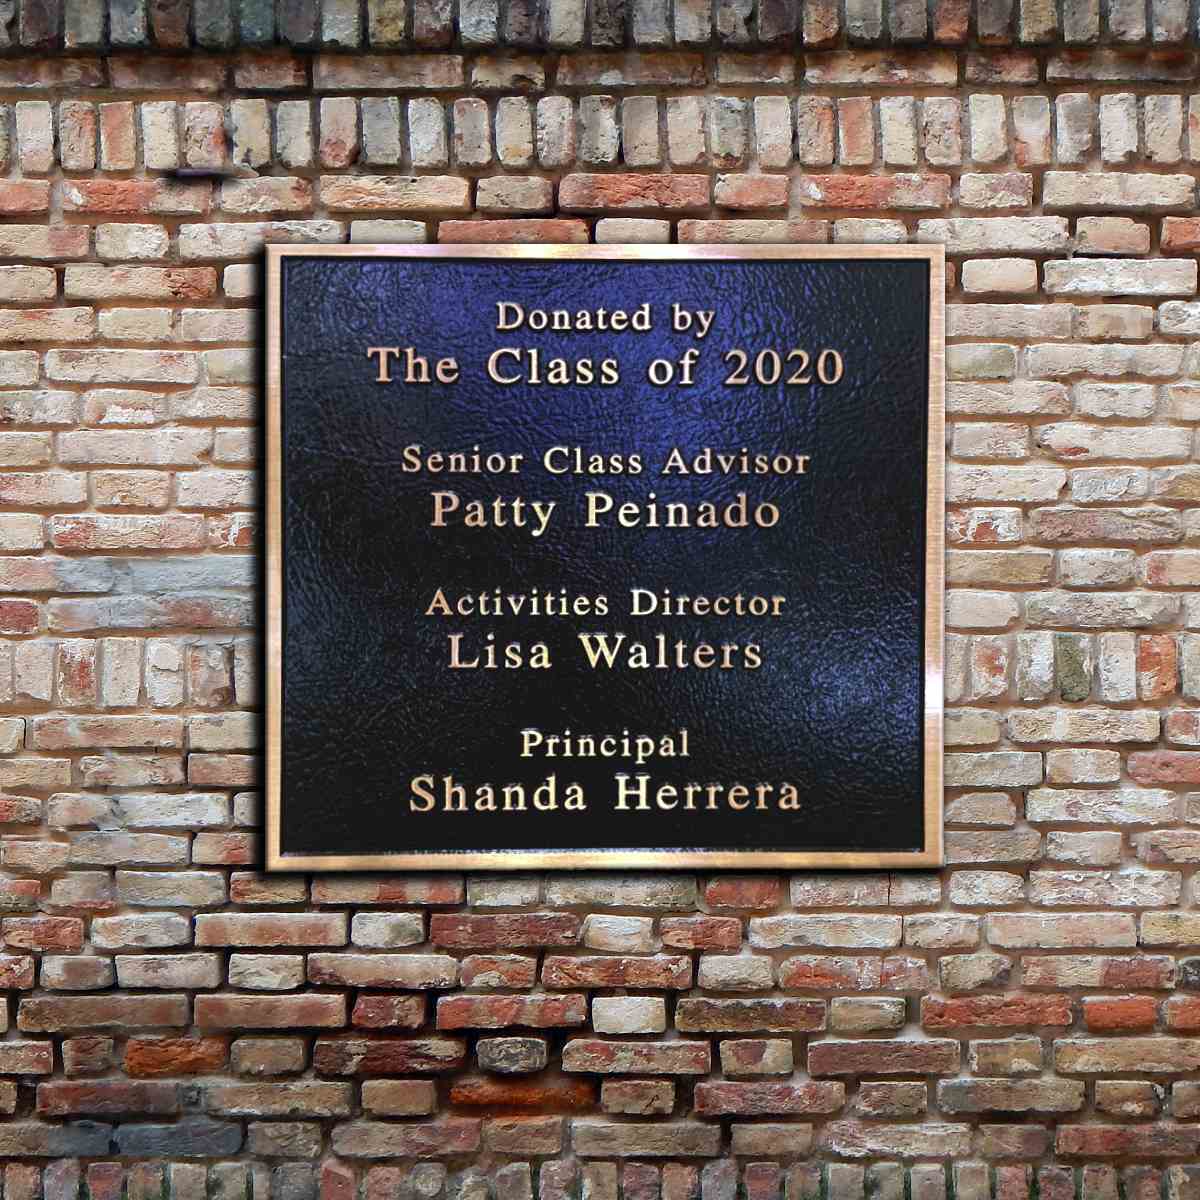 Donated by
The Class of 2020
Senior Class Advisor
Patty Peinado
Activities Director
Lisa Walters
Principal
Shanda Herrera